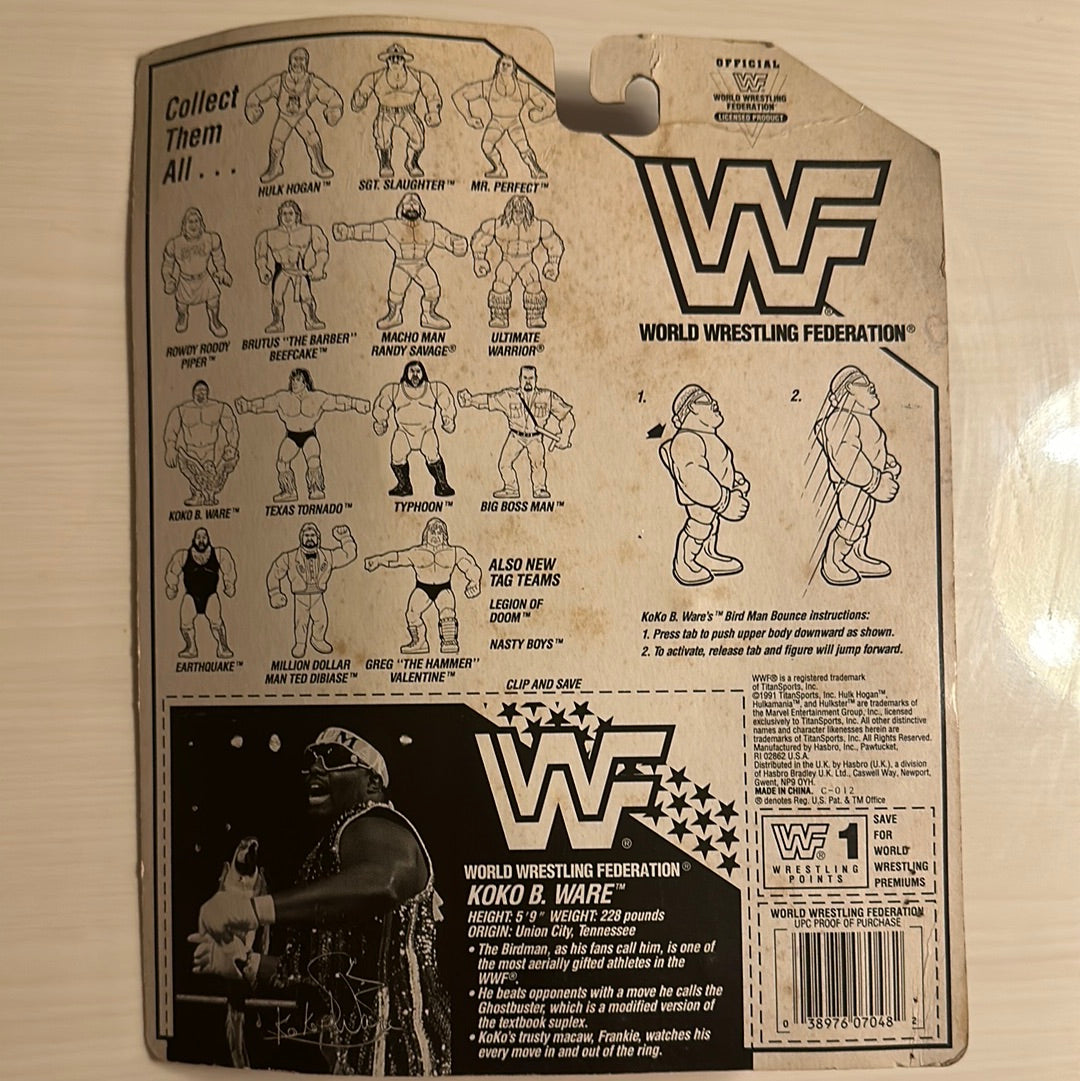 Collect
Them
All . . .
HULK HOGAN™
SGT. SLAUGHTER™
MR. PERFECT™
ROWDY RODDY
PIPER™
BRUTUS "THE BARBER"
BEEFCAKE™
MACHO MAN
RANDY SAVAGE®
ULTIMATE
WARRIOR®
KOKO B. WARE™
TEXAS TORNADO™
TYPHOON™
BIG BOSS MAN™
EARTHQUAKE™
MILLION DOLLAR
MAN TED DIBIASE™
GREG "THE HAMMER"
VALENTINE™
ALSO NEW
TAG TEAMS
LEGION OF
DOOM™
NASTY BOYS™
OFFICIAL
WF
WORLD WRESTLING
FEDERATION
LICENSED PRODUCT
WF®
WORLD WRESTLING FEDERATION®
1.
2.
KoKo B. Ware's™ Bird Man Bounce instructions:
1. Press tab to push upper body downward as shown.
2. To activate, release tab and figure will jump forward.
WWF® is a registered trademark
of TitanSports, Inc.
©1991 TitanSports, Inc. Hulk Hogan™,
Hulkamania™, and Hulkster™ are trademarks of
the Marvel Entertainment Group, Inc., licensed
exclusively to TitanSports, Inc. All other distinctive
names and character likenesses herein are
trademarks of TitanSports, Inc. All Rights Reserved.
Manufactured by Hasbro, Inc., Pawtucket,
RI 02862 U.S.A.
Distributed in the U.K. by Hasbro (U.K.), a division
of Hasbro Bradley U.K. Ltd., Caswell Way, Newport,
Gwent, NP9 0YH.
MADE IN CHINA. C-012
® denotes Reg. U.S. Pat. & TM Office
CLIP AND SAVE
M
WF®
WORLD WRESTLING FEDERATION®
KOKO B. WARE™
HEIGHT: 5'9" WEIGHT: 228 pounds
ORIGIN: Union City, Tennessee
• The Birdman, as his fans call him, is one of
the most aerially gifted athletes in the
WWF®.
• He beats opponents with a move he calls the
Ghostbuster, which is a modified version of
the textbook suplex.
• KoKo's trusty macaw, Frankie, watches his
every move in and out of the ring.
Koko B. Ware
WF® 1
WRESTLING
POINTS
SAVE
FOR
WORLD
WRESTLING
PREMIUMS
WORLD WRESTLING FEDERATION
UPC PROOF OF PURCHASE
0 38976 07048 2